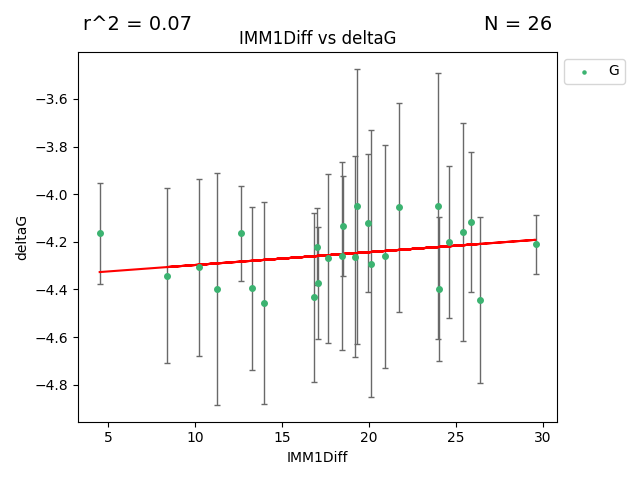 r^2 = 0.07
N = 26
IMM1Diff vs deltaG
G
−3.6
−3.8
−4.0
−4.2
−4.4
−4.6
−4.8
deltaG
5
10
15
20
25
30
IMM1Diff